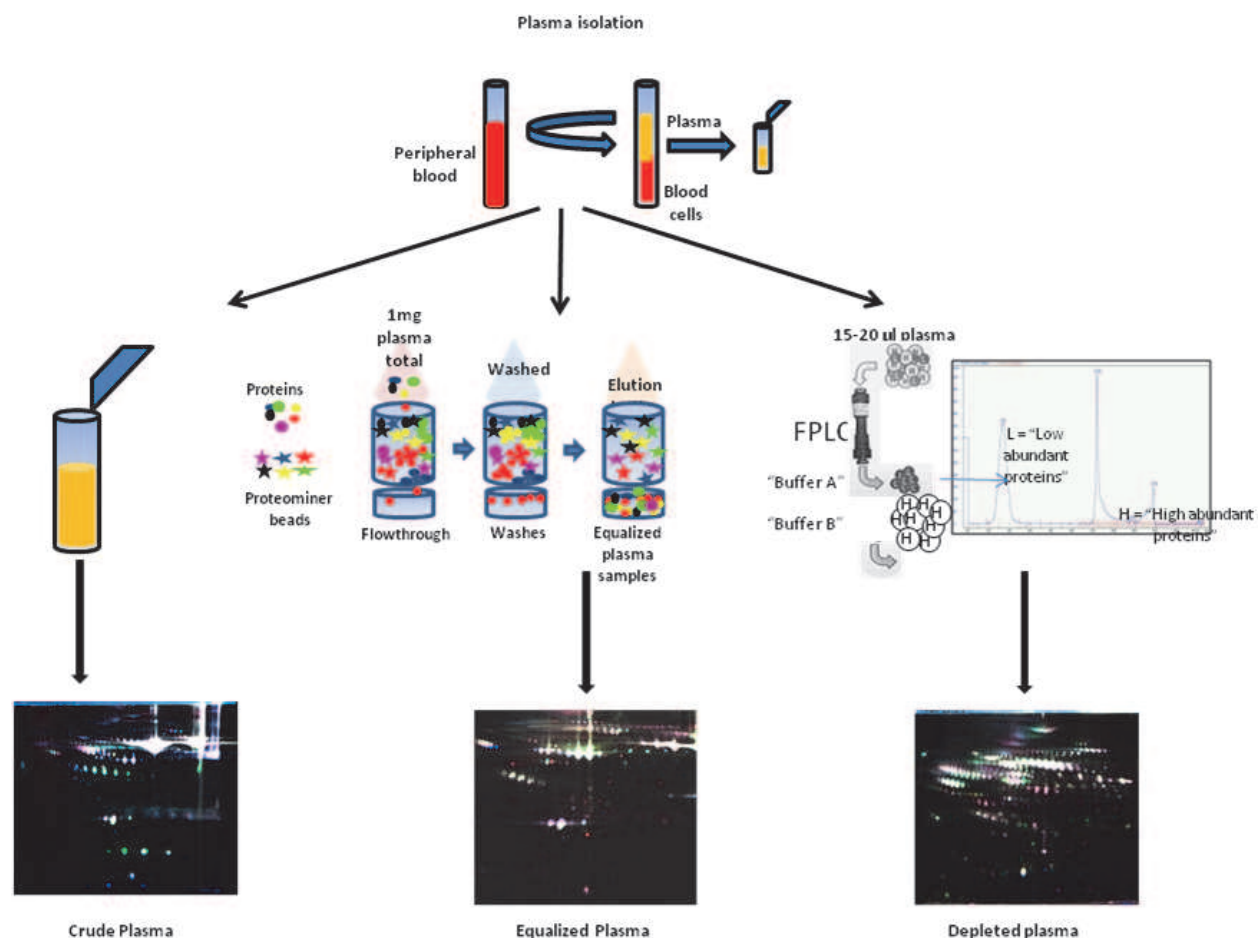 Plasma isolation
Peripheral
blood
Plasma
Blood
cells
Proteins
Proteominer
beads
1mg
plasma
total
Flowthrough
Washed
Washes
Elution
Equalized
plasma
samples
15-20 ul plasma
FPLC
"Buffer A"
"Buffer B"
H H H
H H H
H H
L = "Low
abundant
proteins"
H = "High abundant
proteins"
Crude Plasma
Equalized Plasma
Depleted plasma